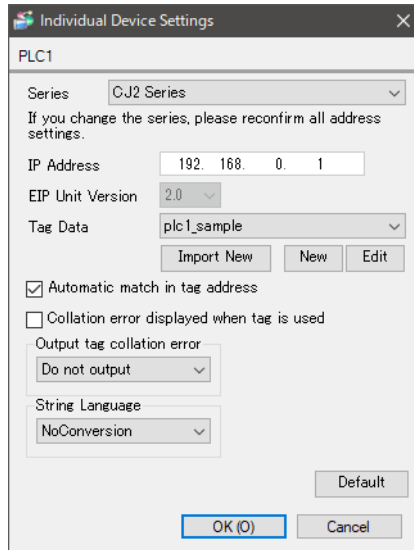 Individual Device Settings
PLC1
Series CJ2 Series
If you change the series, please reconfirm all address
settings.
IP Address 192. 168. 0. 1
EIP Unit Version 2.0
Tag Data plc1_sample
Import New New Edit
Automatic match in tag address
Collation error displayed when tag is used
Output tag collation error
Do not output
String Language
NoConversion
Default
OK (O) Cancel